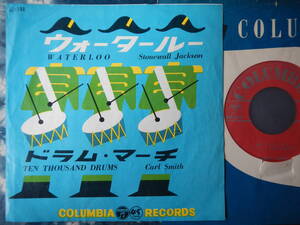 ウォータールー
WATERLOO Stonewall Jackson
ドラム・マーチ
TEN THOUSAND DRUMS Carl Smith
COLUMBIA RECORDS
COLU